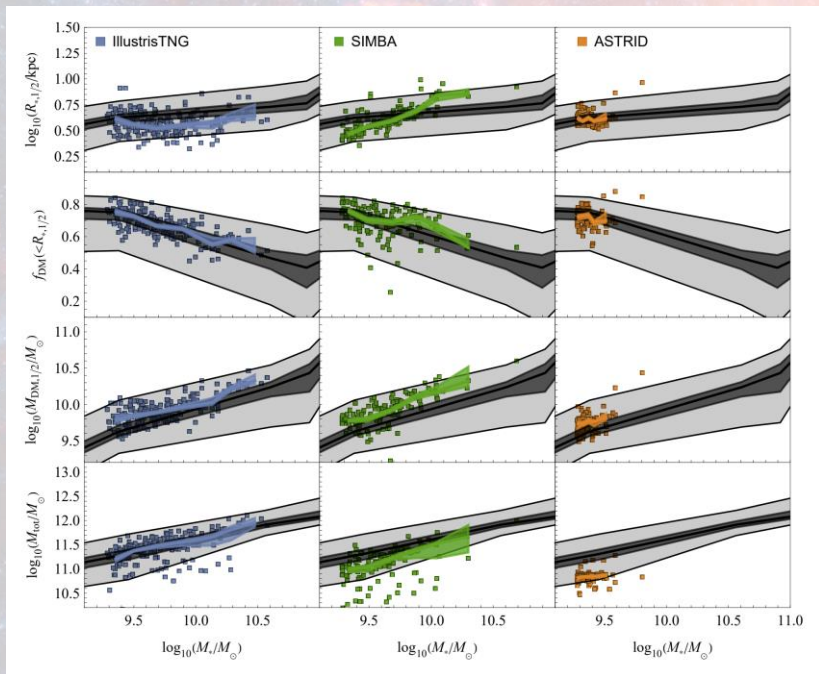 IllustrisTNG
SIMBA
ASTRID
log₁₀(R*,1/2/kpc)
1.50
1.25
1.00
0.75
0.50
0.25
f_DM(<R*,1/2)
0.8
0.6
0.4
0.2
log₁₀(M_DM,1/2/M⊙)
11.0
10.5
10.0
9.5
log₁₀(M_tot/M⊙)
13.0
12.5
12.0
11.5
11.0
10.5
9.5 10.0 10.5 9.5 10.0 10.5 9.5 10.0 10.5 11.0
log₁₀(M*/M⊙) log₁₀(M*/M⊙) log₁₀(M*/M⊙)